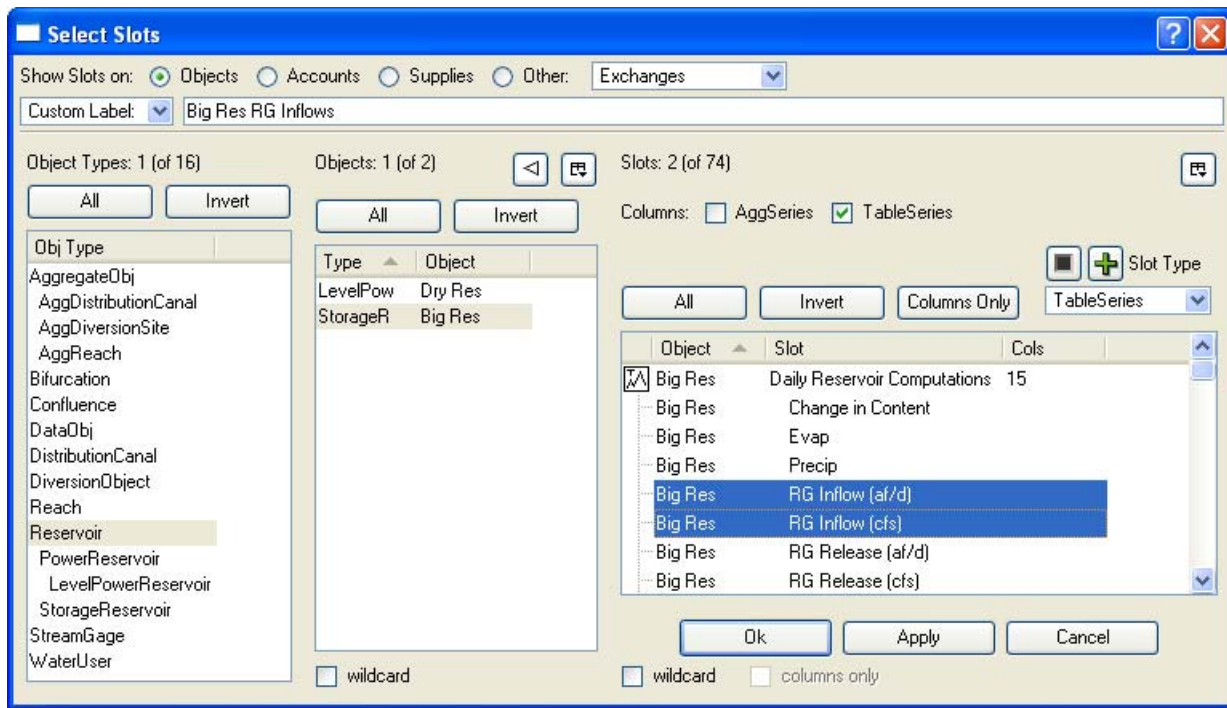 Select Slots
Show Slots on: Objects Accounts Supplies Other: Exchanges
Custom Label: Big Res RG Inflows
Object Types: 1 (of 16)
All Invert
Obj Type
AggregateObj
AggDistributionCanal
AggDiversionSite
AggReach
Bifurcation
Confluence
DataObj
DistributionCanal
DiversionObject
Reach
Reservoir
PowerReservoir
LevelPowerReservoir
StorageReservoir
StreamGage
WaterUser
Objects: 1 (of 2)
All Invert
Type Object
LevelPow Dry Res
StorageR Big Res
wildcard
Slots: 2 (of 74)
Columns: AggSeries TableSeries
Slot Type
All Invert Columns Only TableSeries
Object Slot Cols
Big Res Daily Reservoir Computations 15
Big Res Change in Content
Big Res Evap
Big Res Precip
Big Res RG Inflow (af/d)
Big Res RG Inflow (cfs)
Big Res RG Release (af/d)
Big Res RG Release (cfs)
Ok Apply Cancel
wildcard columns only